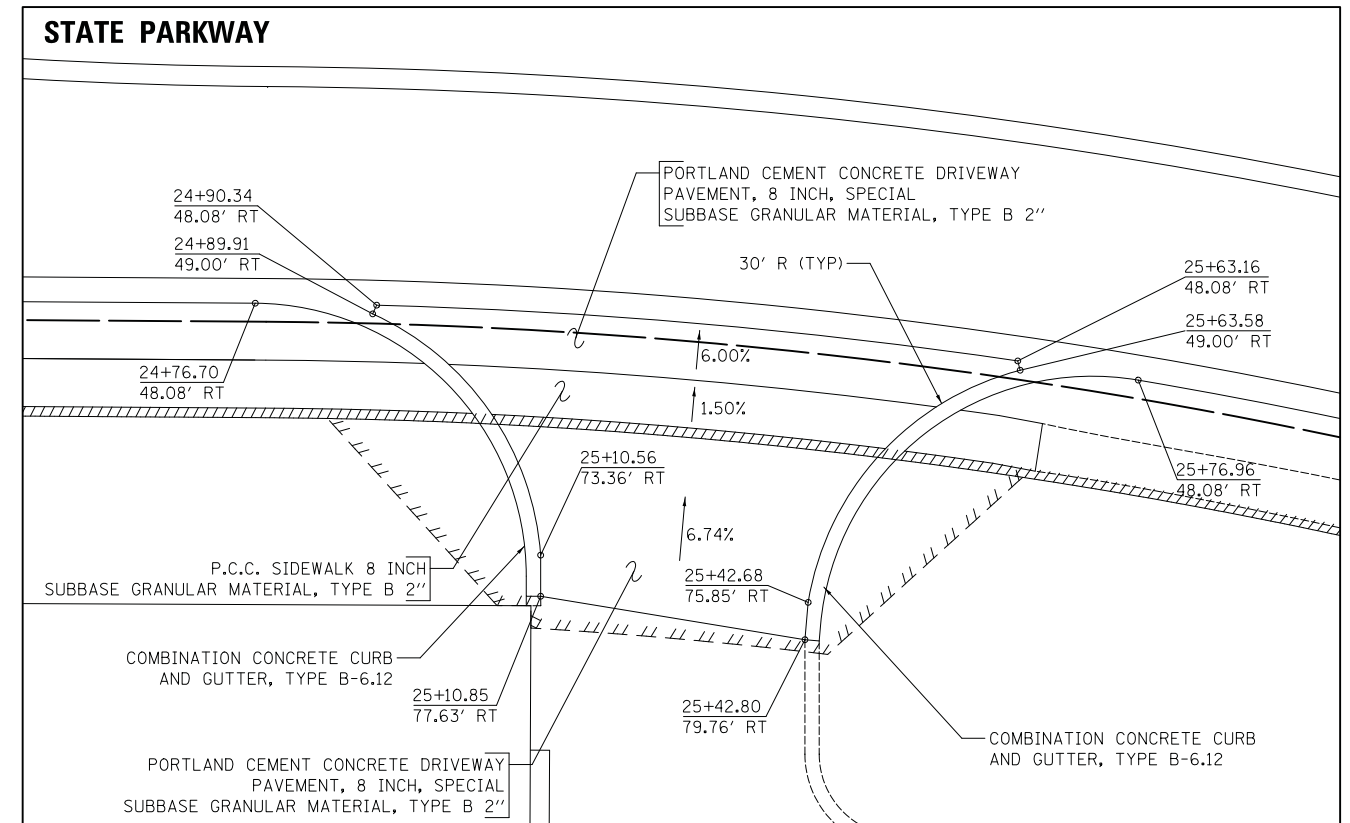 STATE PARKWAY
PORTLAND CEMENT CONCRETE DRIVEWAY
PAVEMENT, 8 INCH, SPECIAL
SUBBASE GRANULAR MATERIAL, TYPE B 2''
24+90.34
48.08' RT
24+89.91
49.00' RT
30' R (TYP)
25+63.16
48.08' RT
25+63.58
49.00' RT
24+76.70
48.08' RT
6.00%
1.50%
25+10.56
73.36' RT
25+76.96
48.08' RT
6.74%
P.C.C. SIDEWALK 8 INCH
SUBBASE GRANULAR MATERIAL, TYPE B 2''
25+42.68
75.85' RT
COMBINATION CONCRETE CURB
AND GUTTER, TYPE B-6.12
25+10.85
77.63' RT
25+42.80
79.76' RT
COMBINATION CONCRETE CURB
AND GUTTER, TYPE B-6.12
PORTLAND CEMENT CONCRETE DRIVEWAY
PAVEMENT, 8 INCH, SPECIAL
SUBBASE GRANULAR MATERIAL, TYPE B 2''